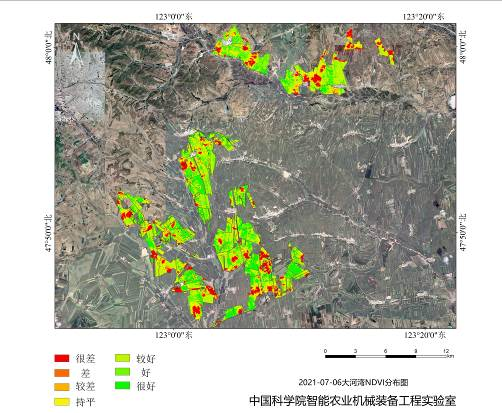 123°0'0"东 123°20'0"东
48°0'0"北 48°0'0"北
N
47°50'0"北 47°50'0"北
123°0'0"东 123°20'0"东
很差 较好
差 好
较差 很好
持平
0 3 6 9 12
km
2021-07-06大河湾NDVI分布图
中国科学院智能农业机械装备工程实验室